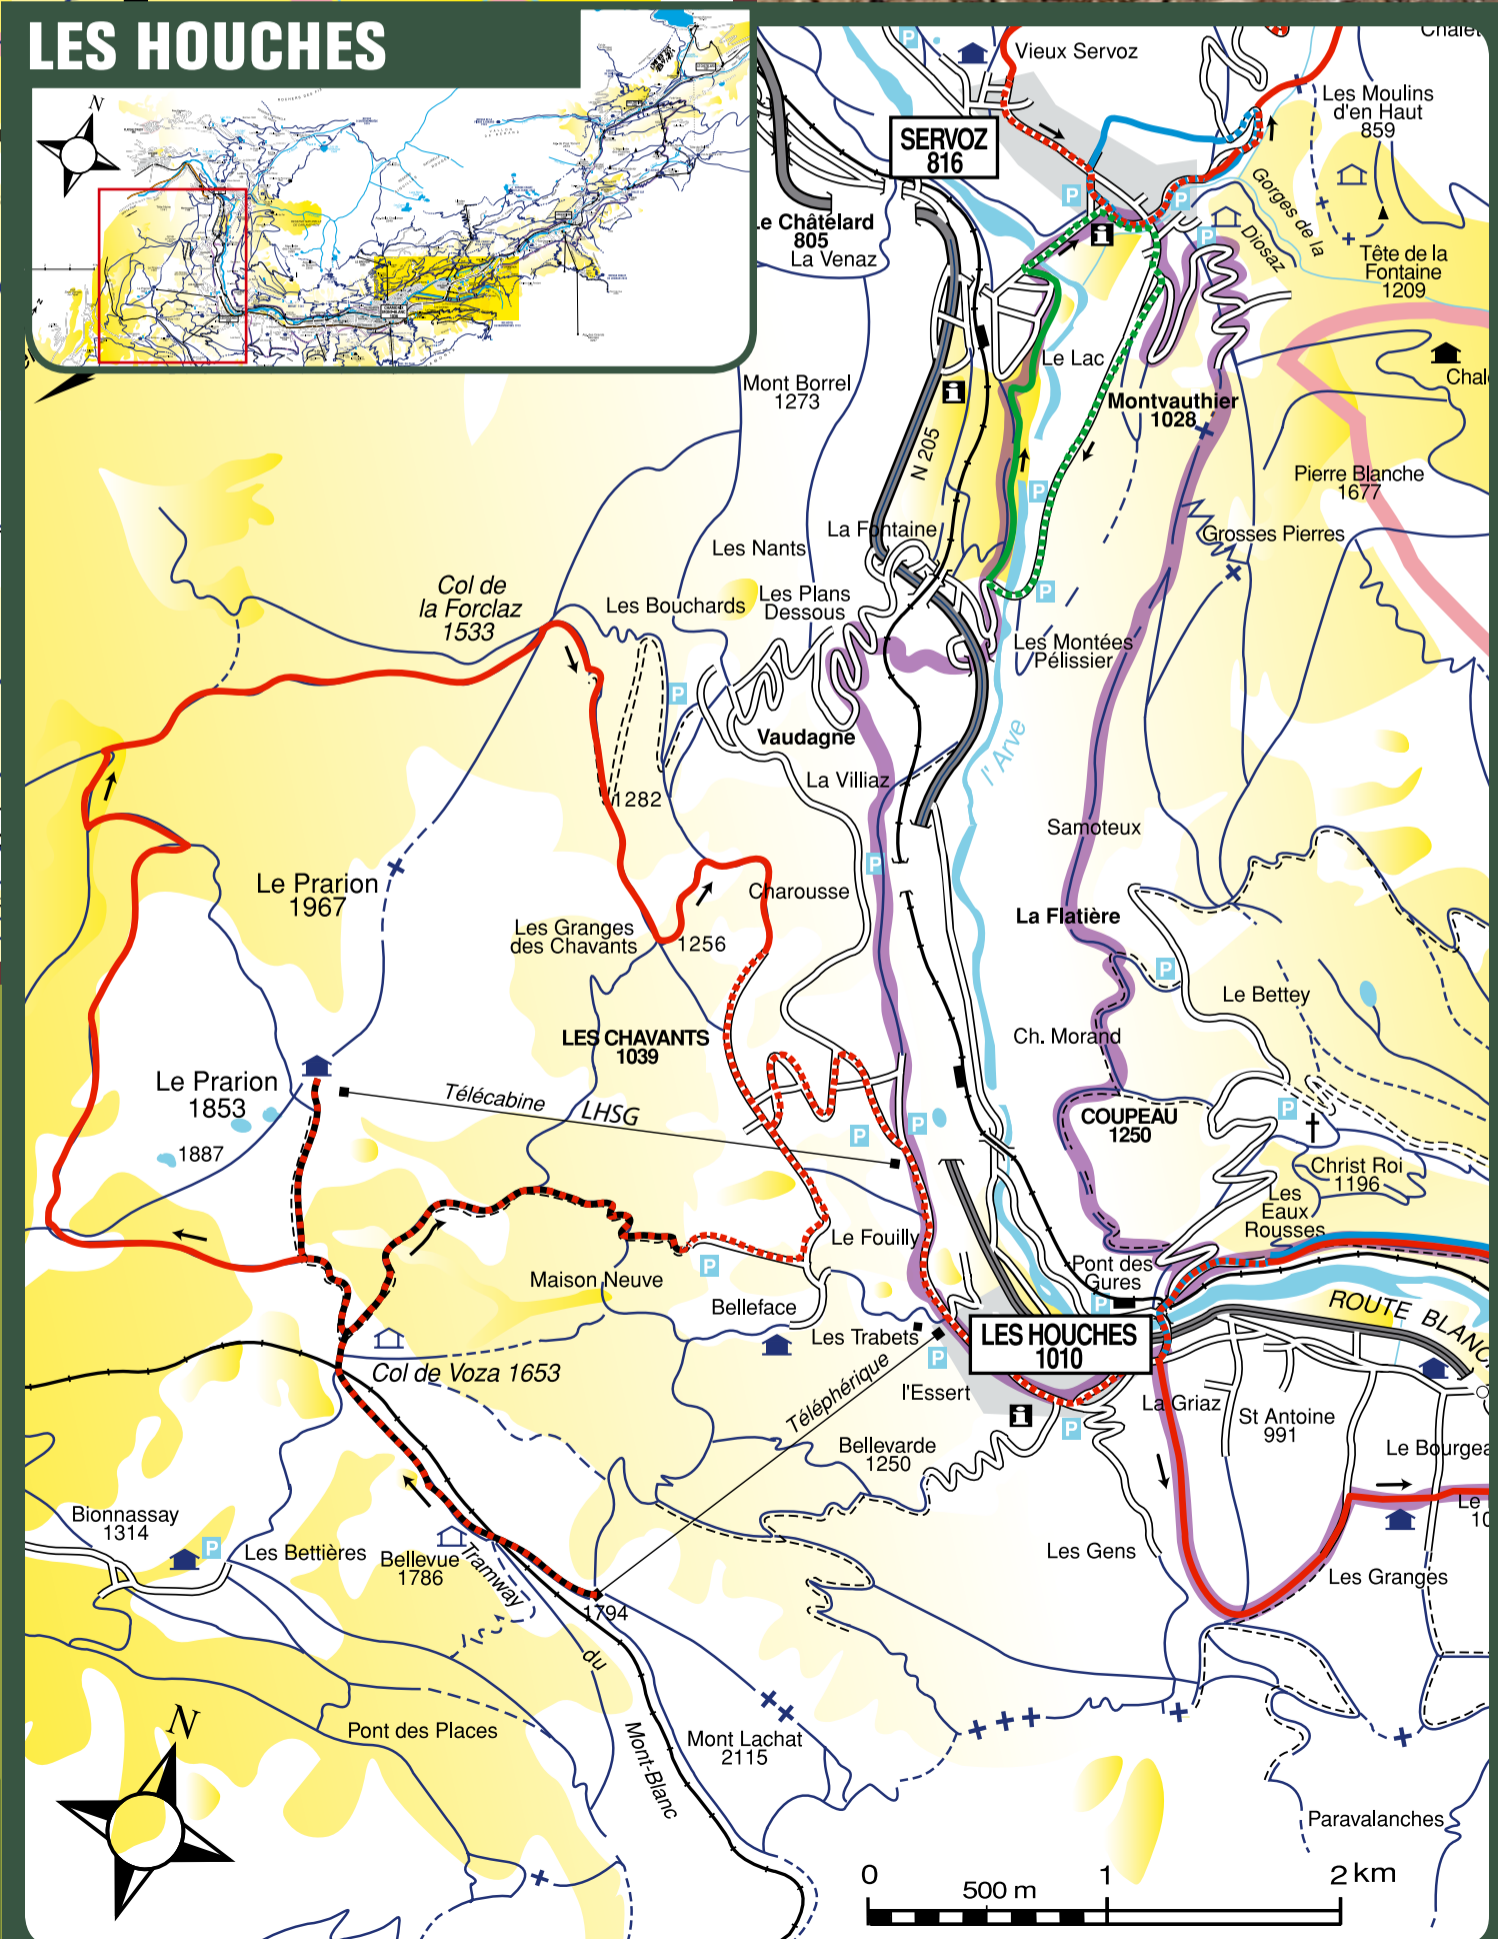 LES HOUCHES
N
Chalet
Vieux Servoz
Les Moulins
d'en Haut
859
SERVOZ
816
Gorges de la
Diosaz
Le Châtelard
805
La Venaz
Tête de la
Fontaine
1209
Le Lac
Mont Borrel
1273
Chal
Montvauthier
1028
N 205
Pierre Blanche
1677
La Fontaine
Grosses Pierres
Les Nants
Col de
la Forclaz
1533
Les Bouchards
Les Plans
Dessous
Les Montées
Pélissier
Vaudagne
l'Arve
La Villiaz
1282
Samoteux
Le Prarion
1967
Charousse
Les Granges
des Chavants
1256
La Flatière
Le Bettey
LES CHAVANTS
1039
Ch. Morand
Le Prarion
1853
Télécabine
LHSG
COUPEAU
1250
1887
Christ Roi
1196
Les
Eaux
Rousses
Le Fouilly
Maison Neuve
Pont des
Gures
Belleface
ROUTE BLANC
Les Trabets
LES HOUCHES
1010
Col de Voza 1653
Téléphérique
l'Essert
La Griaz
St Antoine
991
Bellevarde
1250
Le Bourgea
Le
10
Bionnassay
1314
Les Bettières
Bellevue
1786
Les Gens
Les Granges
Tramway
1794
du
N
Pont des Places
Mont-Blanc
Mont Lachat
2115
Paravalanches
0
1
2 km
500 m